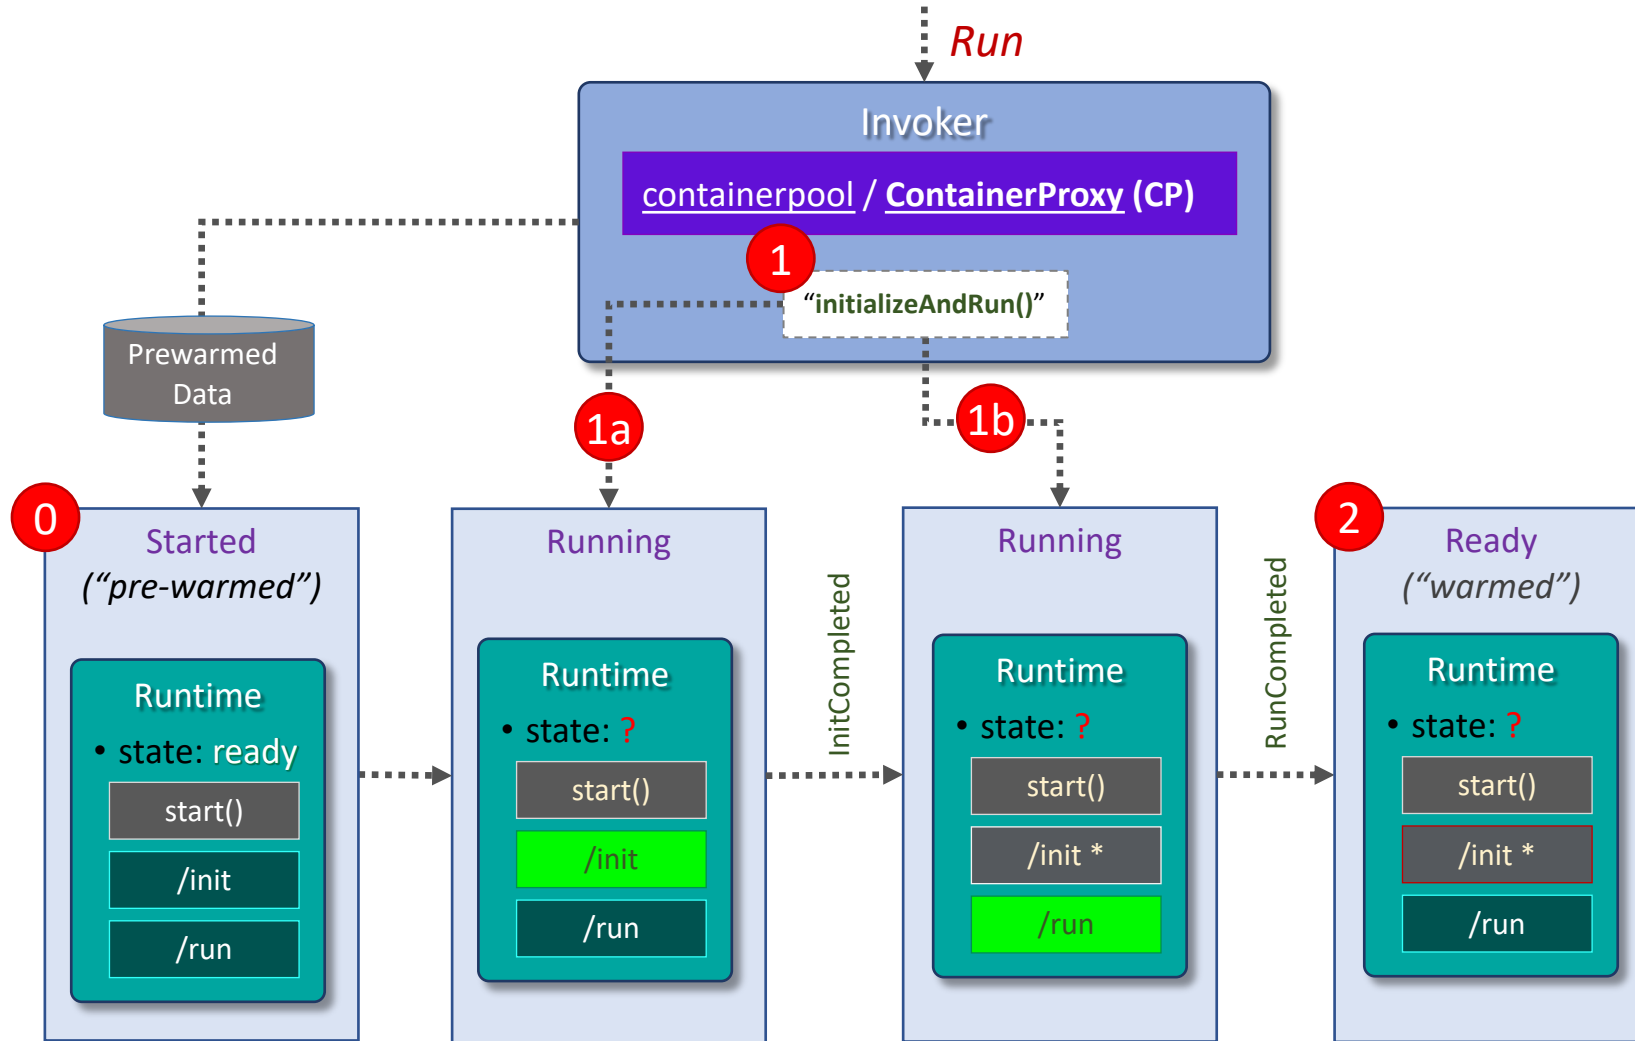 Run
Invoker
containerpool / ContainerProxy (CP)
1
“initializeAndRun()”
Prewarmed
Data
1a
1b
0
Started
(“pre-warmed”)
Runtime
• state: ready
start()
/init
/run
Running
Runtime
• state: ?
start()
/init
/run
InitCompleted
Running
Runtime
• state: ?
start()
/init *
/run
RunCompleted
2
Ready
(“warmed”)
Runtime
• state: ?
start()
/init *
/run